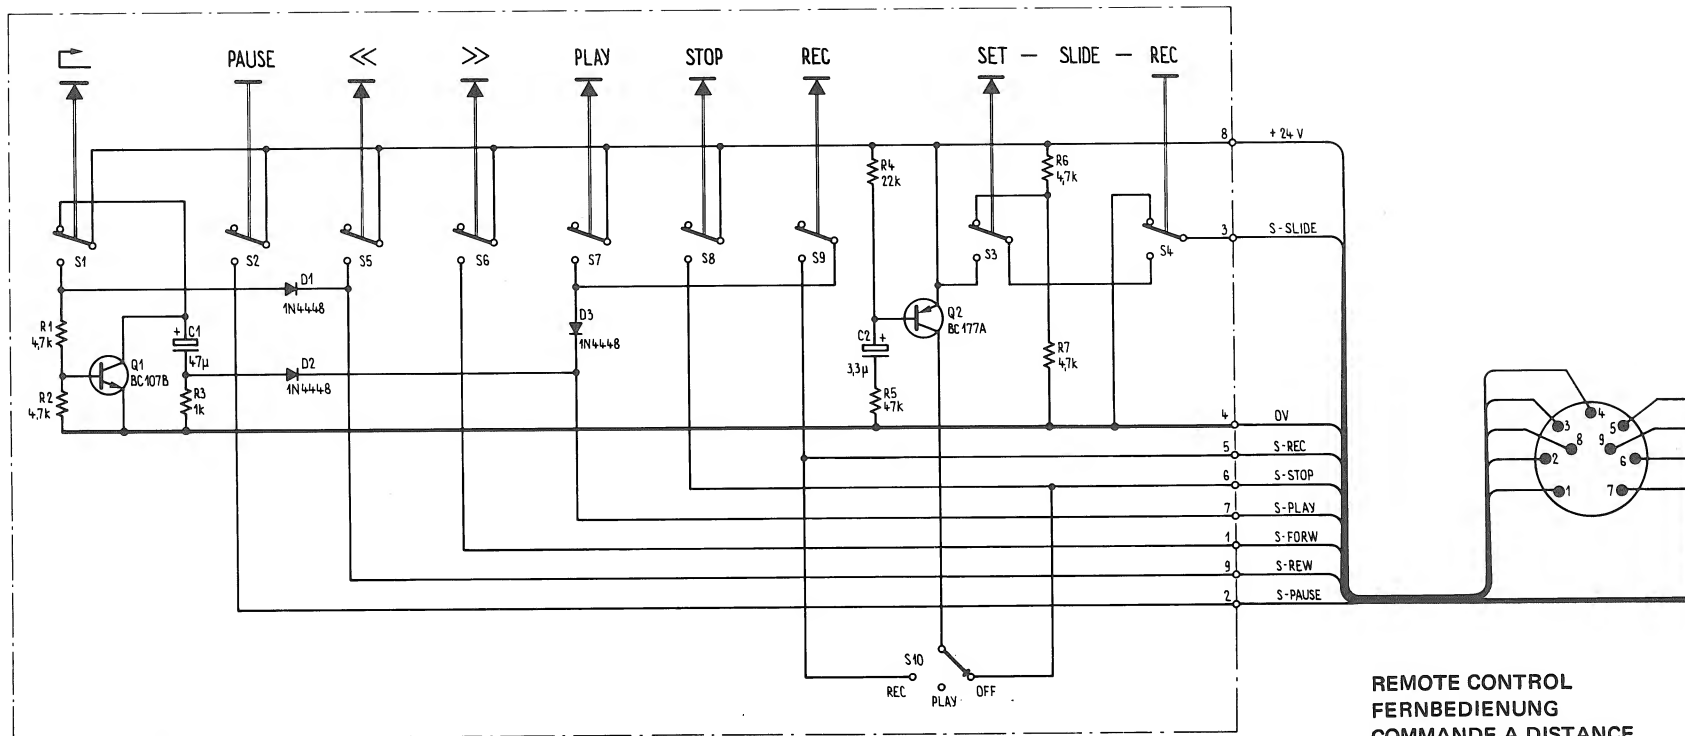 PAUSE << >> PLAY STOP REC SET – SLIDE – REC
8 +24V
R4 22k
R6 4,7k
3 S-SLIDE
S1 S2 S5 S6 S7 S8 S9 S3 S4
D1 1N4448
R1 4,7k
Q1 BC107B
+ C1 47µ
D3 1N4448
Q2 BC177A
C2 + 3,3µ
R7 4,7k
D2 1N4448
R2 4,7k
R3 1k
R5 47k
4 0V
5 S-REC
6 S-STOP
7 S-PLAY
1 S-FORW
9 S-REW
2 S-PAUSE
4
3 5
8 9
2 6
1 7
S10
REC PLAY OFF
REMOTE CONTROL
FERNBEDIENUNG
COMMANDE A DISTANCE